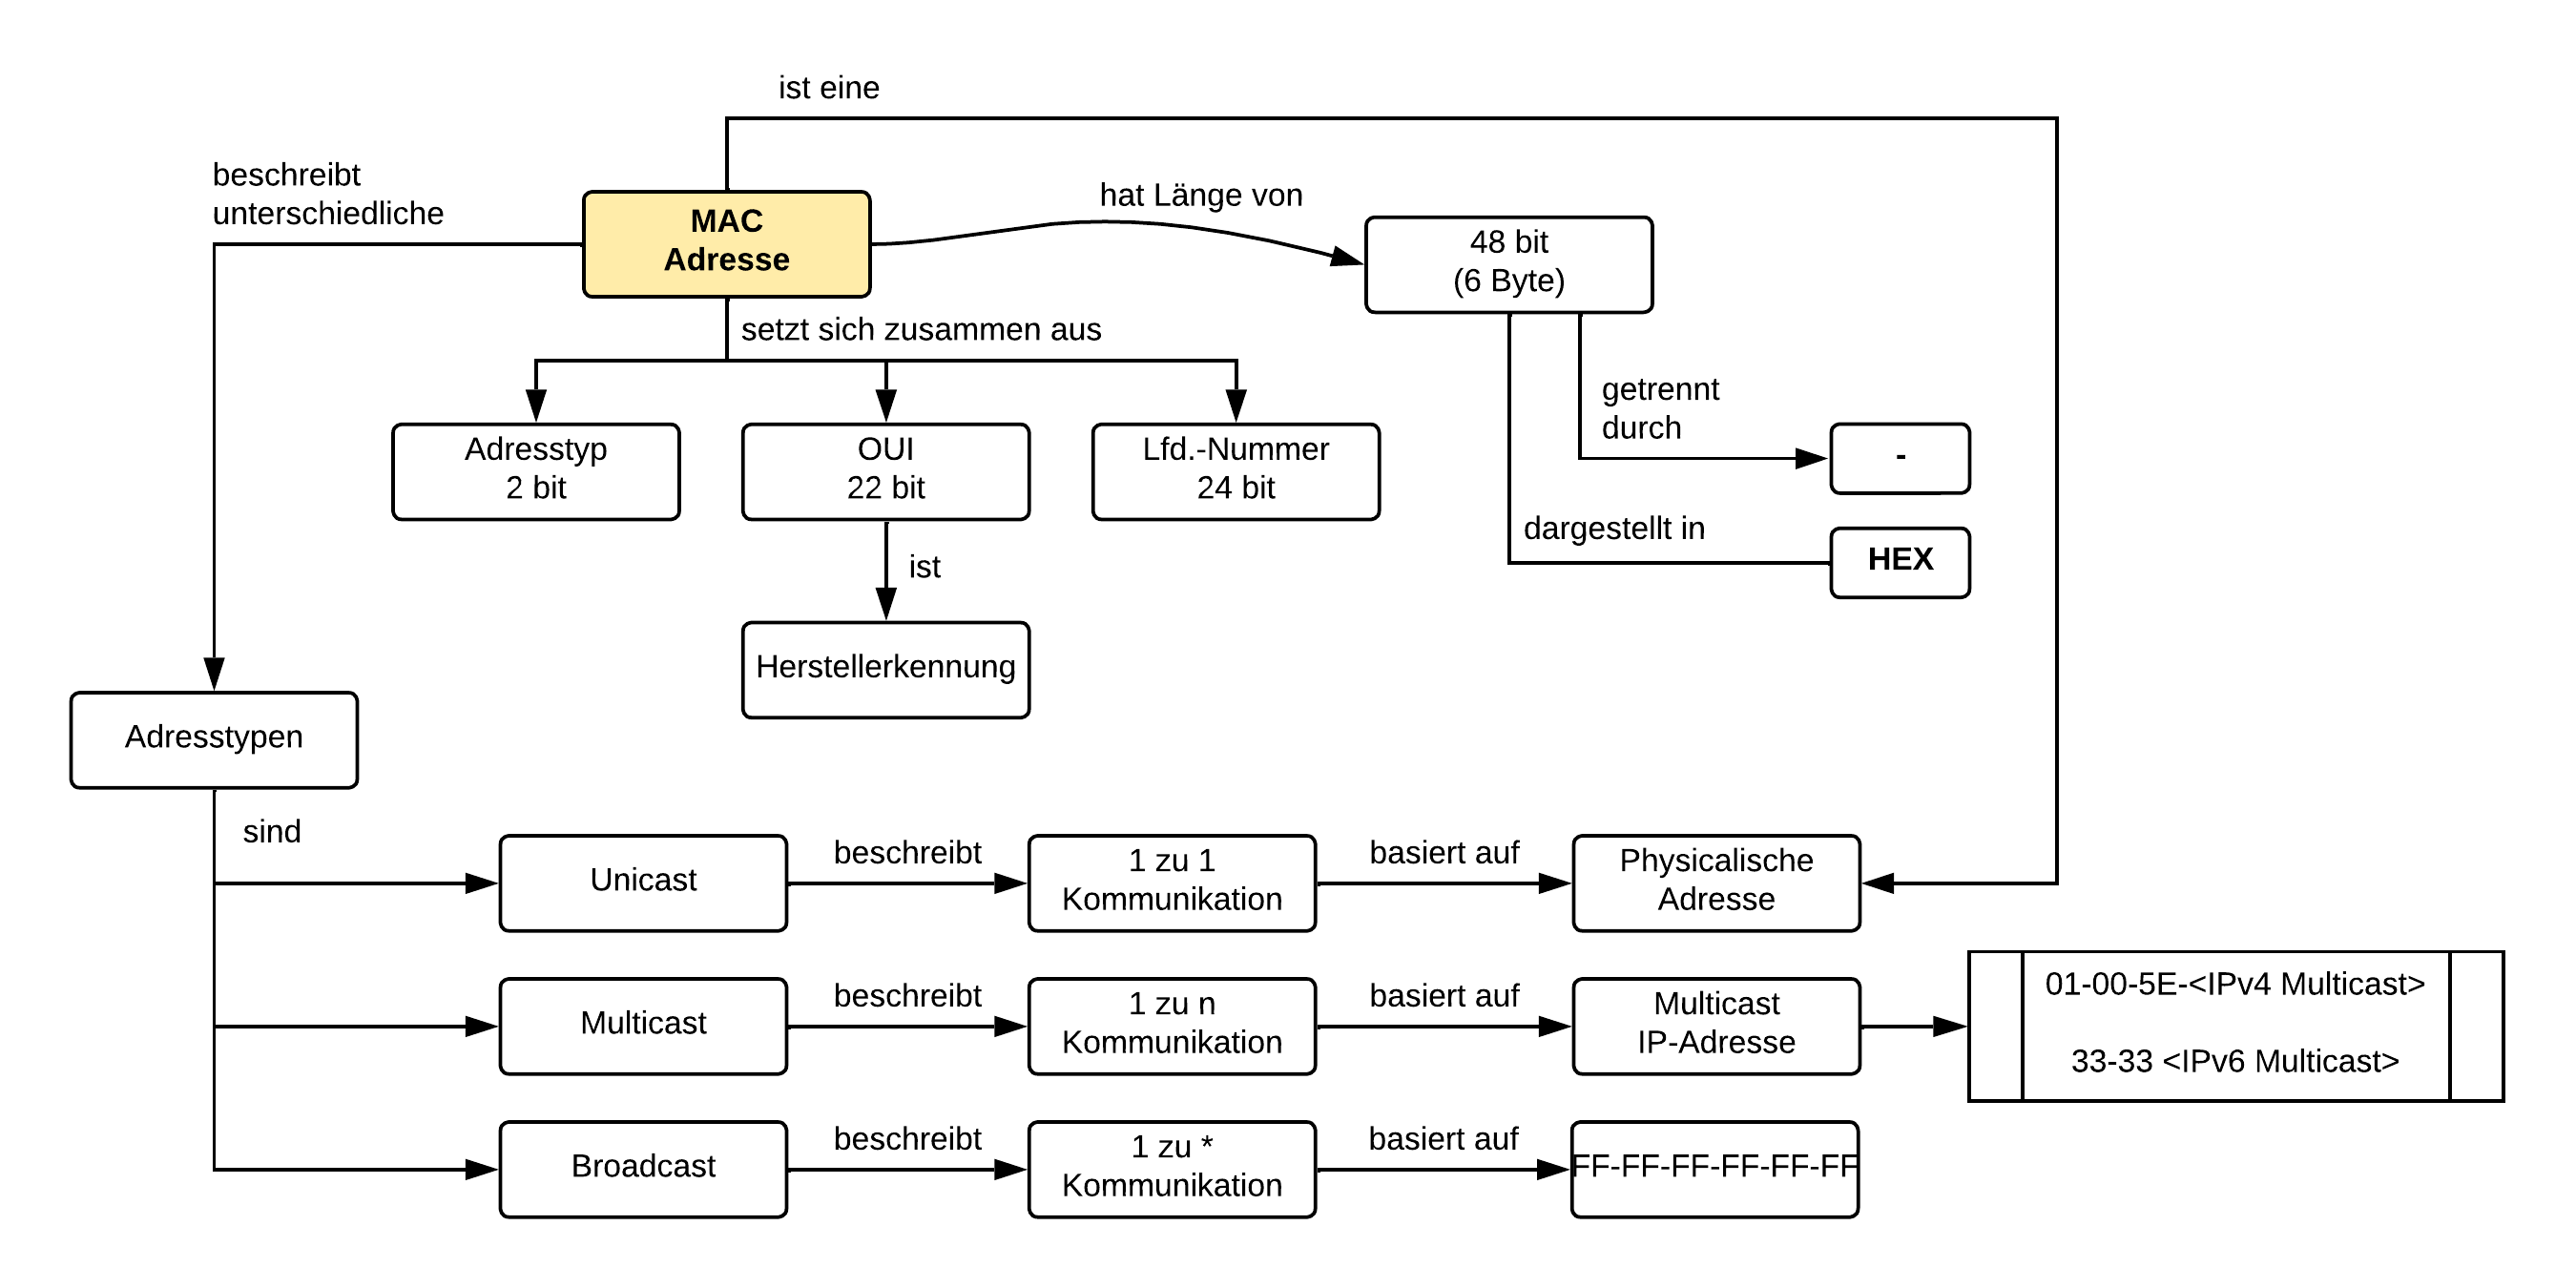 ist eine
beschreibt
unterschiedliche
MAC
Adresse
hat Länge von
48 bit
(6 Byte)
setzt sich zusammen aus
Adresstyp
2 bit
OUI
22 bit
Lfd.-Nummer
24 bit
getrennt
durch
-
dargestellt in
HEX
ist
Herstellerkennung
Adresstypen
sind
Unicast
beschreibt
1 zu 1
Kommunikation
basiert auf
Physicalische
Adresse
Multicast
beschreibt
1 zu n
Kommunikation
basiert auf
Multicast
IP-Adresse
01-00-5E-<IPv4 Multicast>
33-33 <IPv6 Multicast>
Broadcast
beschreibt
1 zu *
Kommunikation
basiert auf
FF-FF-FF-FF-FF-FF